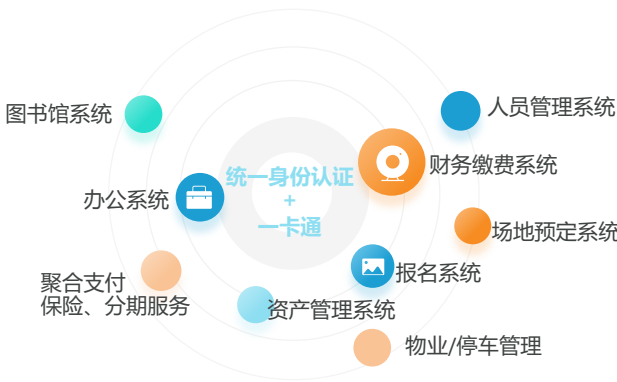 图书馆系统
人员管理系统
财务缴费系统
统一身份认证
+
一卡通
办公系统
场地预定系统
聚合支付
保险、分期服务
报名系统
资产管理系统
物业/停车管理